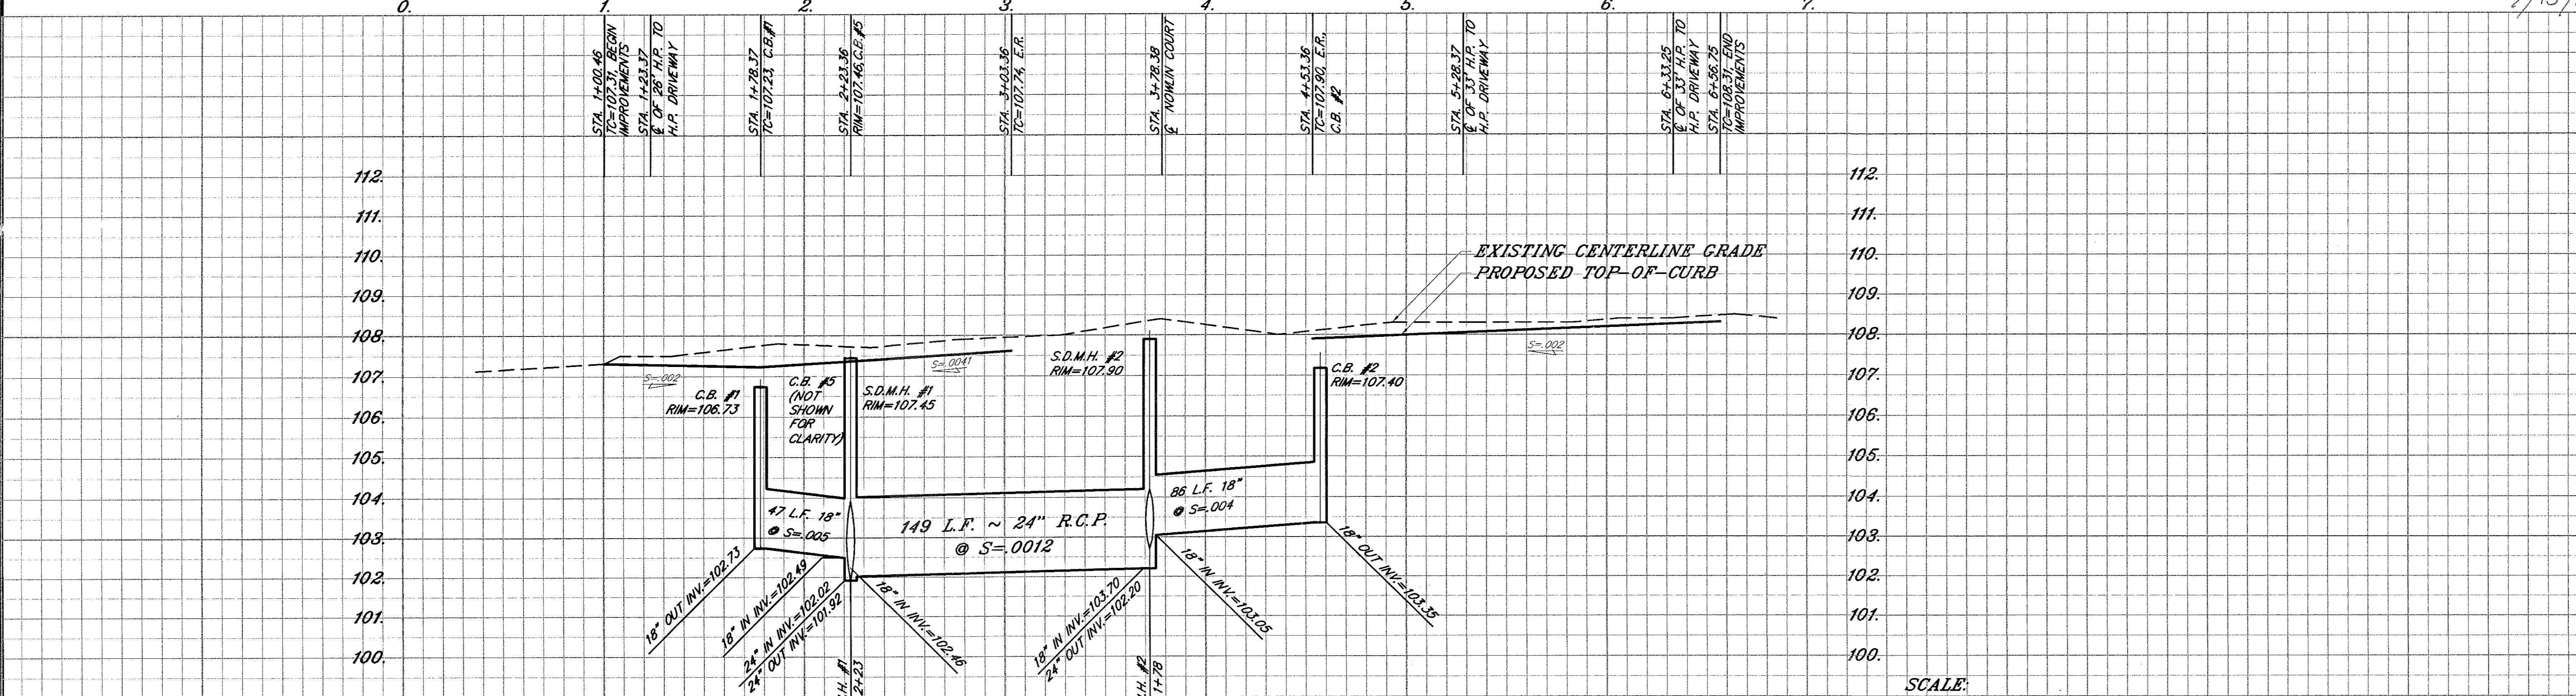 0.
1.
2.
3.
4.
5.
6.
7.
STA. 1+00.46
TC=107.31, BEGIN
IMPROVEMENTS
STA. 1+23.37
℄ OF 26' H.P. TO
H.P. DRIVEWAY
STA. 1+78.37
TC=107.23, C.B.#1
STA. 2+23.36
RIM=107.46,C.B.#5
STA. 3+03.36
TC=107.74, E.R.
STA. 3+78.38
℄ NOWLIN COURT
STA. 4+53.36
TC=107.90, E.R.,
C.B. #2
STA. 5+28.37
℄ OF 33' H.P. TO
H.P. DRIVEWAY
STA. 6+33.25
℄ OF 33' H.P. TO
H.P. DRIVEWAY
STA. 6+56.75
TC=108.31, END
IMPROVEMENTS
112.
112.
111.
111.
110.
110.
109.
109.
108.
108.
107.
107.
106.
106.
105.
105.
104.
104.
103.
103.
102.
102.
101.
101.
100.
100.
EXISTING CENTERLINE GRADE
PROPOSED TOP-OF-CURB
S=.002
S=.0041
S=.002
C.B. #1
RIM=106.73
C.B. #5
(NOT
SHOWN
FOR
CLARITY)
S.D.M.H. #1
RIM=107.45
S.D.M.H. #2
RIM=107.90
C.B. #2
RIM=107.40
47 L.F. 18"
@ S=.005
149 L.F. ~ 24" R.C.P.
@ S=.0012
86 L.F. 18"
@ S=.004
18" OUT INV.=102.73
18" IN INV.=102.49
24" IN INV.=102.02
24" OUT INV.=101.92
18" IN INV.=102.46
18" IN INV.=103.70
24" OUT INV.=102.20
18" IN INV.=103.05
18" OUT INV.=103.35
.H. #1
2+23
.H. #2
1+78
SCALE: